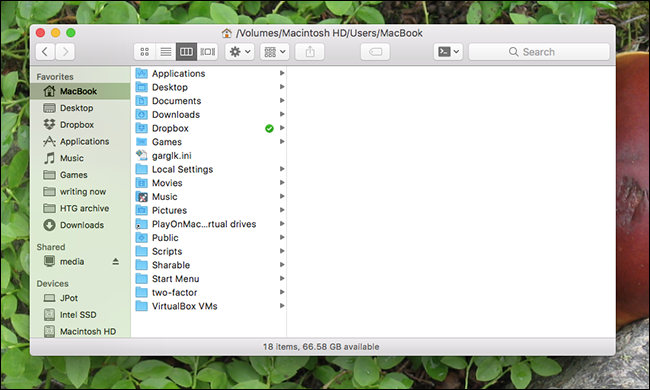 /Volumes/Macintosh HD/Users/MacBook
Search
Favorites
MacBook
Desktop
Dropbox
Applications
Music
Games
writing now
HTG archive
Downloads
Shared
media
Devices
JPot
Intel SSD
Macintosh HD
Applications
Desktop
Documents
Downloads
Dropbox
Games
garglk.ini
Local Settings
Movies
Music
Pictures
PlayOnMac...rtual drives
Public
Scripts
Sharable
Start Menu
two-factor
VirtualBox VMs
18 items, 66.58 GB available